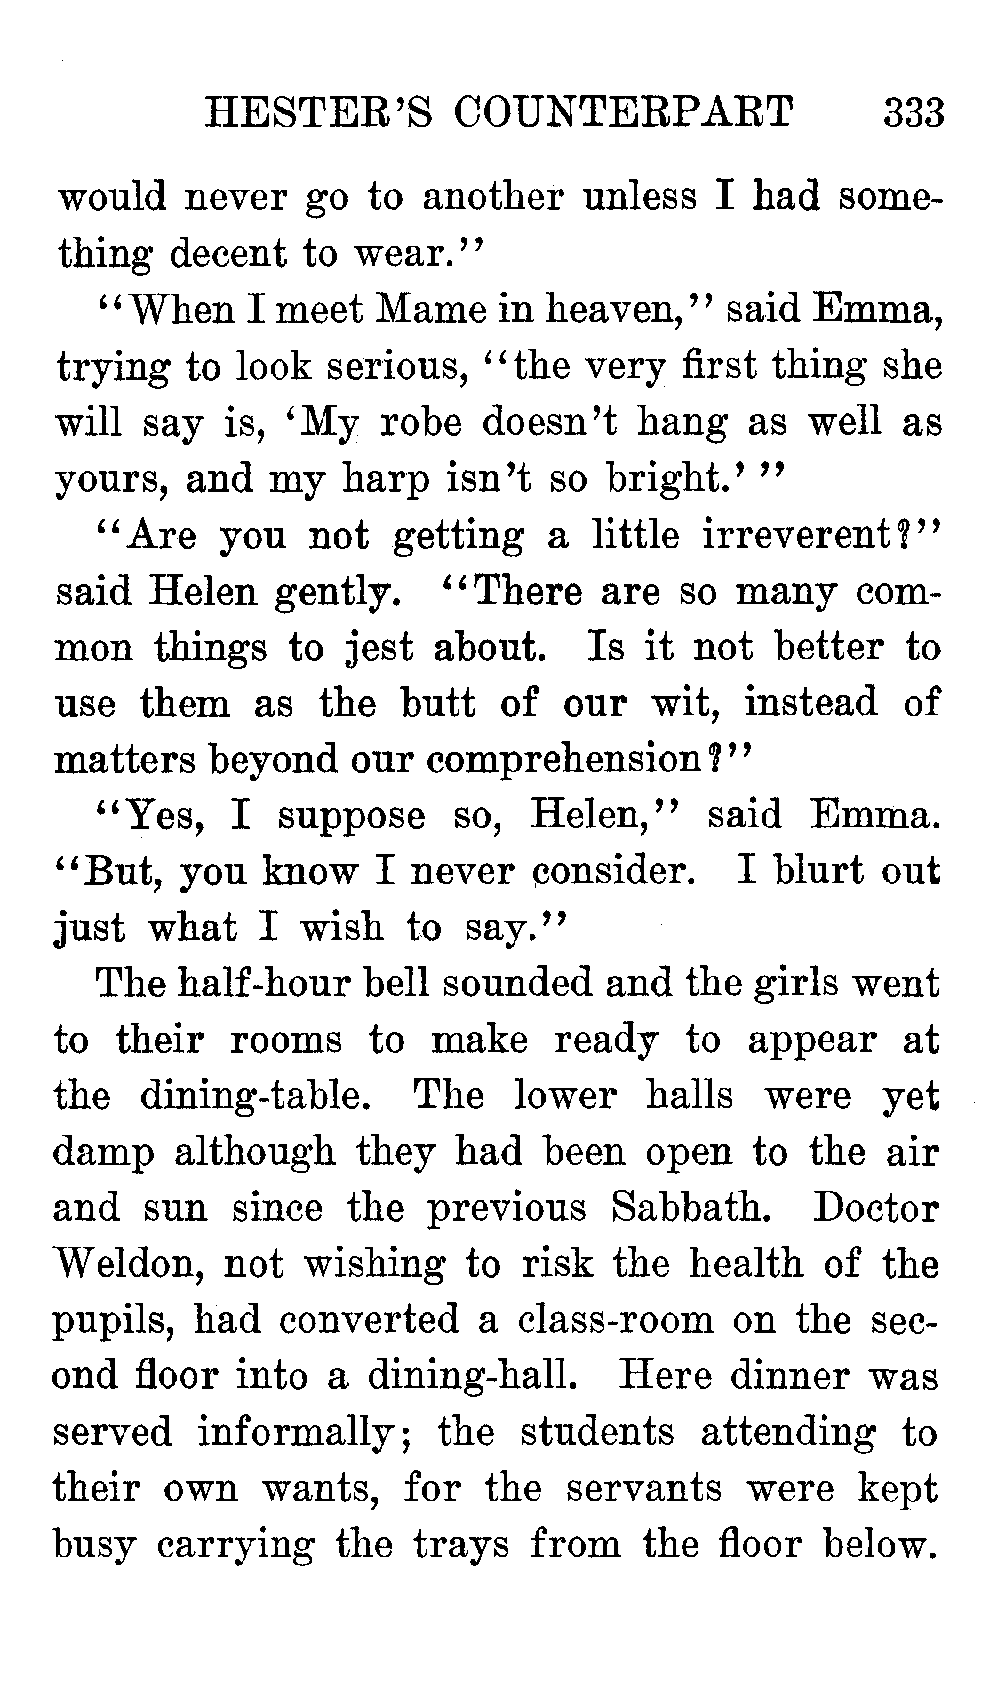 HESTER'S COUNTERPART 333
would never go to another unless I had some-
thing decent to wear.''
''When I meet Mame in heaven,'' said Emma,
trying to look serious, ''the very first thing she
will say is, 'My robe doesn't hang as well as
yours, and my harp isn't so bright.' ''
''Are you not getting a little irreverent?''
said Helen gently. ''There are so many com-
mon things to jest about. Is it not better to
use them as the butt of our wit, instead of
matters beyond our comprehension?''
''Yes, I suppose so, Helen,'' said Emma.
''But, you know I never consider. I blurt out
just what I wish to say.''
The half-hour bell sounded and the girls went
to their rooms to make ready to appear at
the dining-table. The lower halls were yet
damp although they had been open to the air
and sun since the previous Sabbath. Doctor
Weldon, not wishing to risk the health of the
pupils, had converted a class-room on the sec-
ond floor into a dining-hall. Here dinner was
served informally; the students attending to
their own wants, for the servants were kept
busy carrying the trays from the floor below.